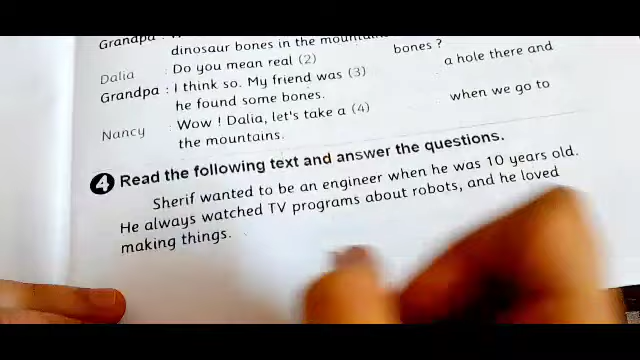 Grandpa :
dinosaur bones in the mountains
Dalia : Do you mean real (2) bones ?
Grandpa : I think so. My friend was (3) a hole there and
he found some bones.
Nancy : Wow ! Dalia, let's take a (4) when we go to
the mountains.
4 Read the following text and answer the questions.
Sherif wanted to be an engineer when he was 10 years old.
He always watched TV programs about robots, and he loved
making things.